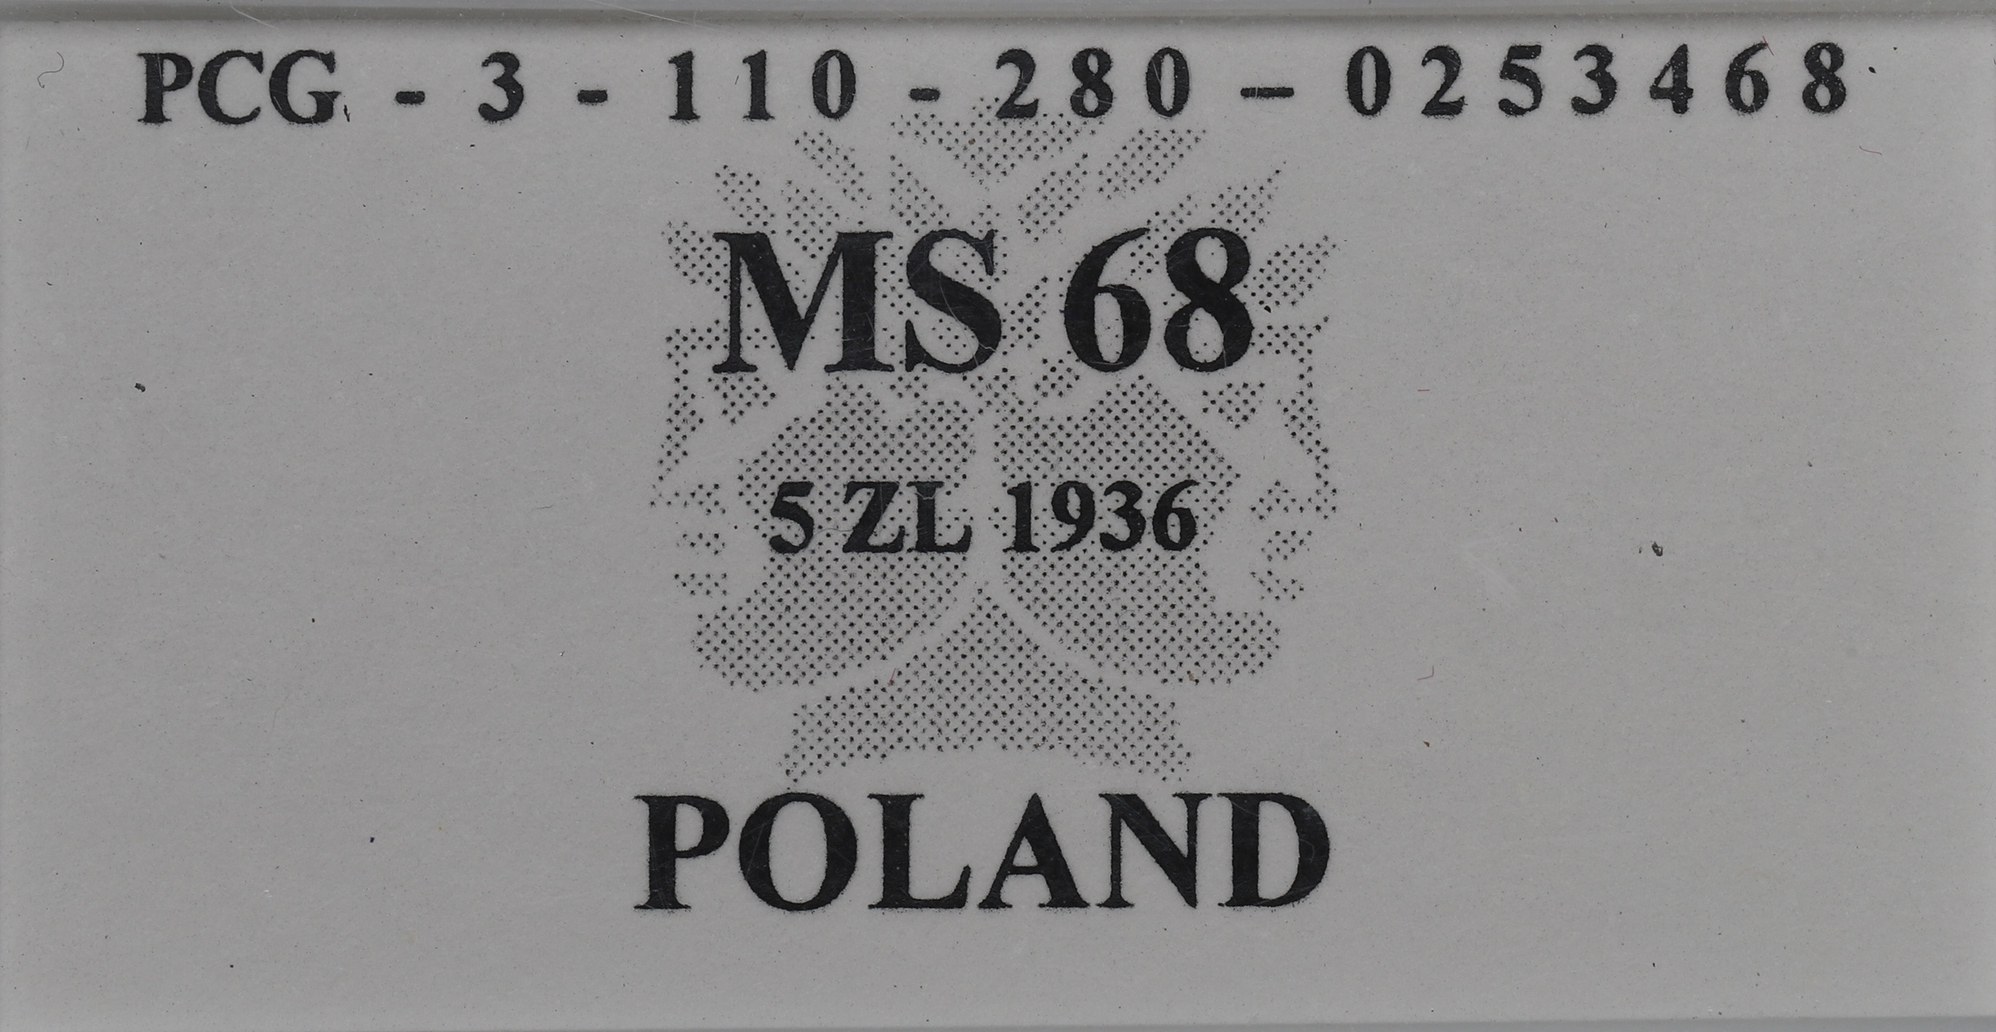 PCG - 3 - 110 - 280 - 0253468
MS 68
5 ZL 1936
POLAND